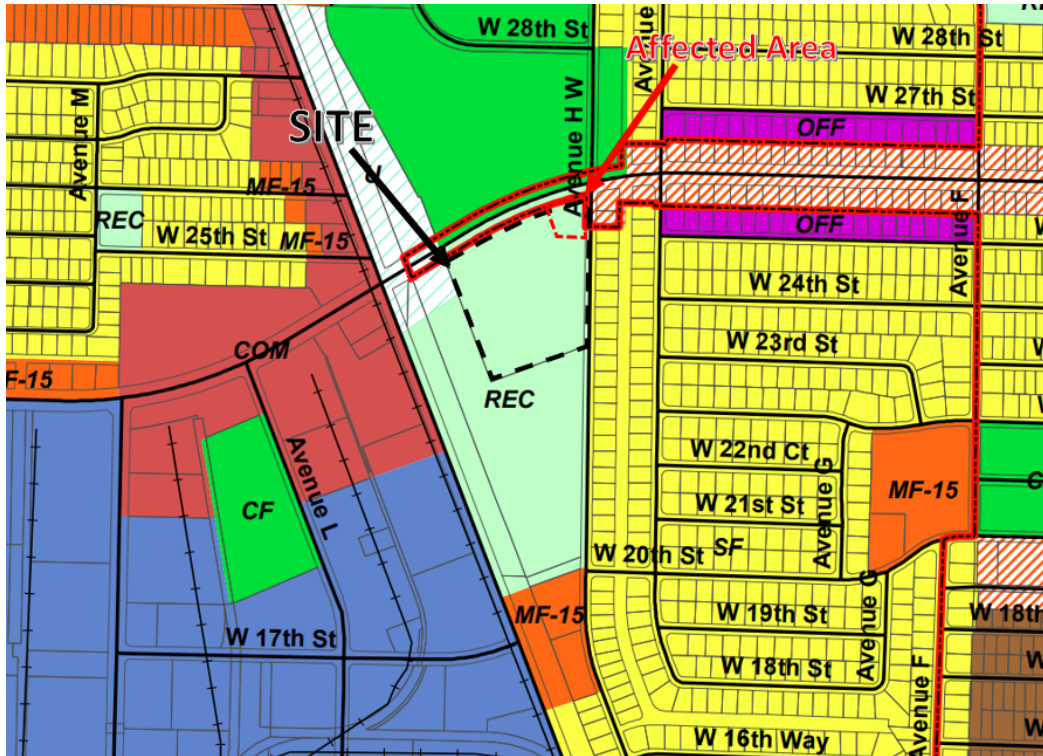 W 28th St
Affected Area
Avenue
W 28th St
W 27th St
Avenue M
SITE
Avenue H W
OFF
MF-15
REC
W 25th St
MF-15
OFF
Avenue F
W 24th St
COM
W 23rd St
F-15
REC
Avenue L
CF
W 22nd Ct
Avenue G
MF-15
W 21st St
SF
W 20th St
MF-15
W 19th St
Avenue G
W 18th St
W 17th St
W 18th St
Avenue F
W 16th Way